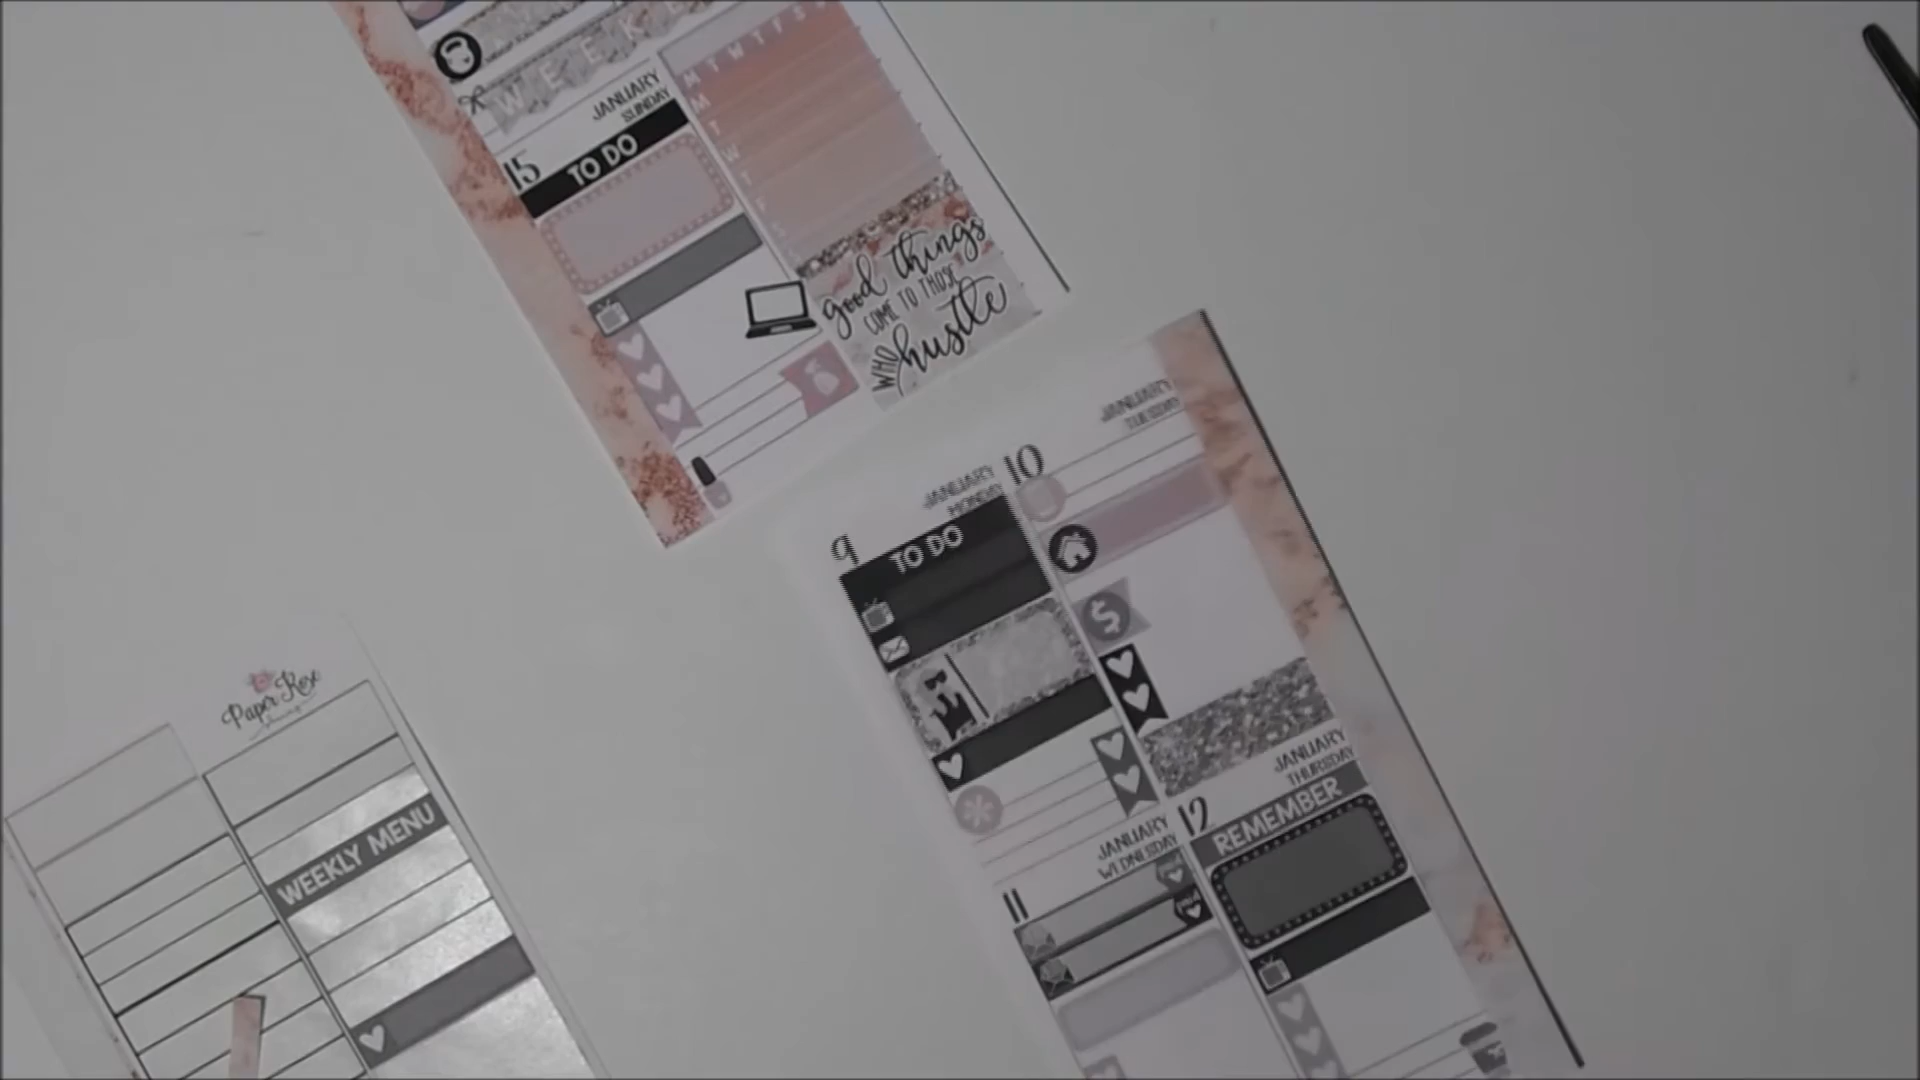 WEEKE
M T W T F S
JANUARY
SUNDAY
15
TO DO
M
T
W
T
F
S
good things
COME TO THOSE
WHO hustle
JANUARY
TUESDAY
10
JANUARY
MONDAY
9
TO DO
$
JANUARY
THURSDAY
12
REMEMBER
JANUARY
WEDNESDAY
11
Paper Rose
WEEKLY MENU